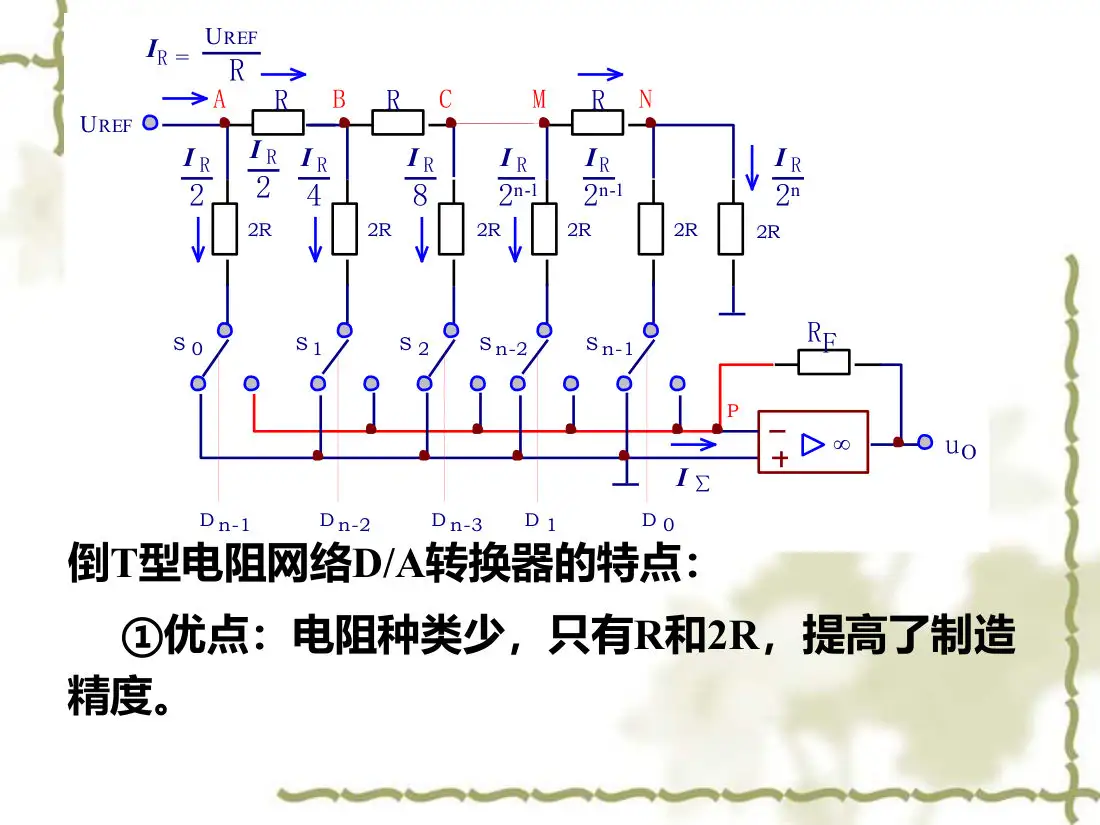 IR = UREF
R
A R B R C M R N
UREF
IR IR IR IR IR IR IR
2 2 4 8 2n-1 2n-1 2n
2R 2R 2R 2R 2R 2R
S0 S1 S2 Sn-2 Sn-1
RF
P
− ▷ ∞
+
uO
I∑
Dn-1 Dn-2 Dn-3 D1 D0
倒T型电阻网络D/A转换器的特点：
①优点：电阻种类少，只有R和2R，提高了制造
精度。